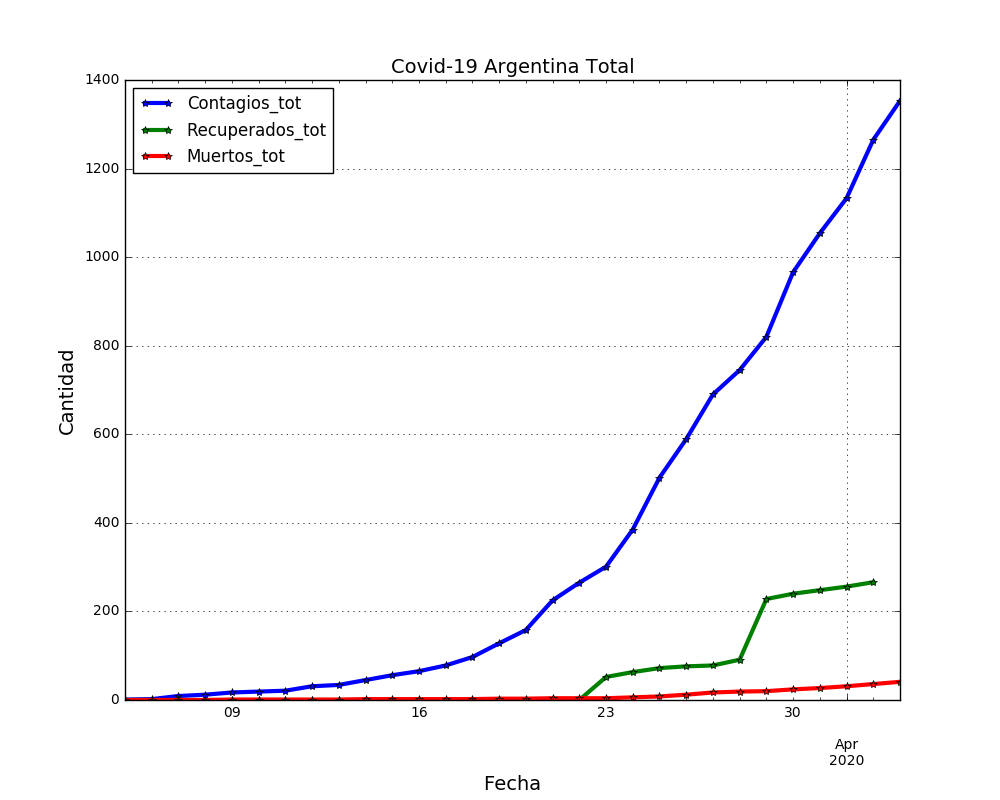 Covid-19 Argentina Total
Contagios_tot
Recuperados_tot
Muertos_tot
1400
1200
1000
800
600
400
200
0
Cantidad
09 16 23 30
Apr
2020
Fecha